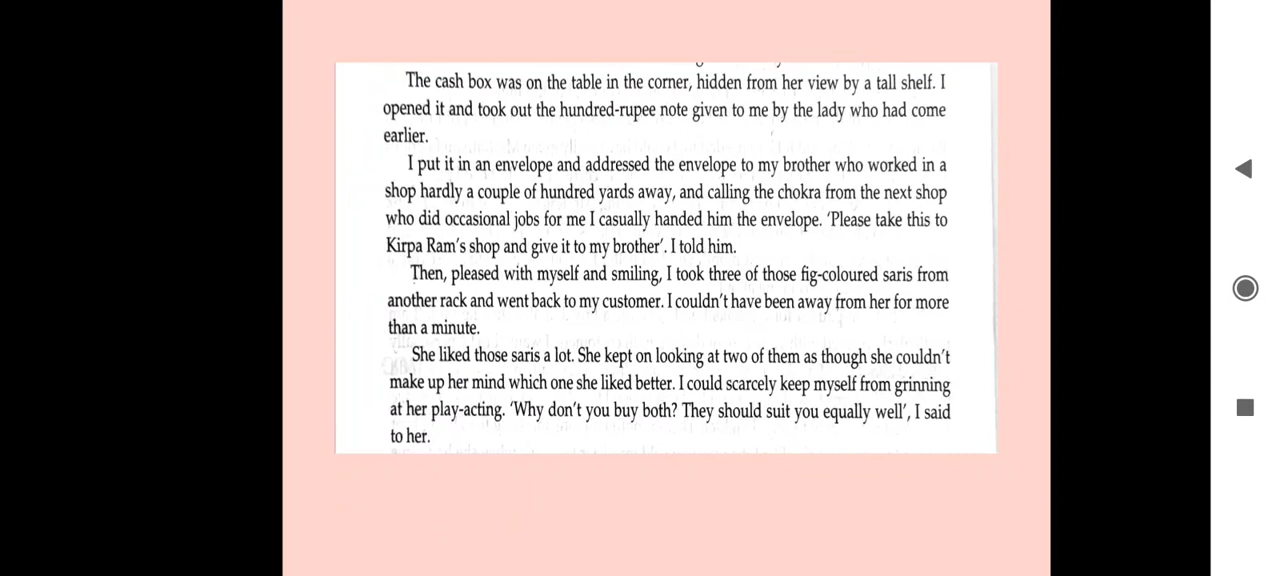 The cash box was on the table in the corner, hidden from her view by a tall shelf. I
opened it and took out the hundred-rupee note given to me by the lady who had come
earlier.
I put it in an envelope and addressed the envelope to my brother who worked in a
shop hardly a couple of hundred yards away, and calling the chokra from the next shop
who did occasional jobs for me I casually handed him the envelope. 'Please take this to
Kirpa Ram's shop and give it to my brother'. I told him.
Then, pleased with myself and smiling, I took three of those fig-coloured saris from
another rack and went back to my customer. I couldn't have been away from her for more
than a minute.
She liked those saris a lot. She kept on looking at two of them as though she couldn't
make up her mind which one she liked better. I could scarcely keep myself from grinning
at her play-acting. 'Why don't you buy both? They should suit you equally well', I said
to her.